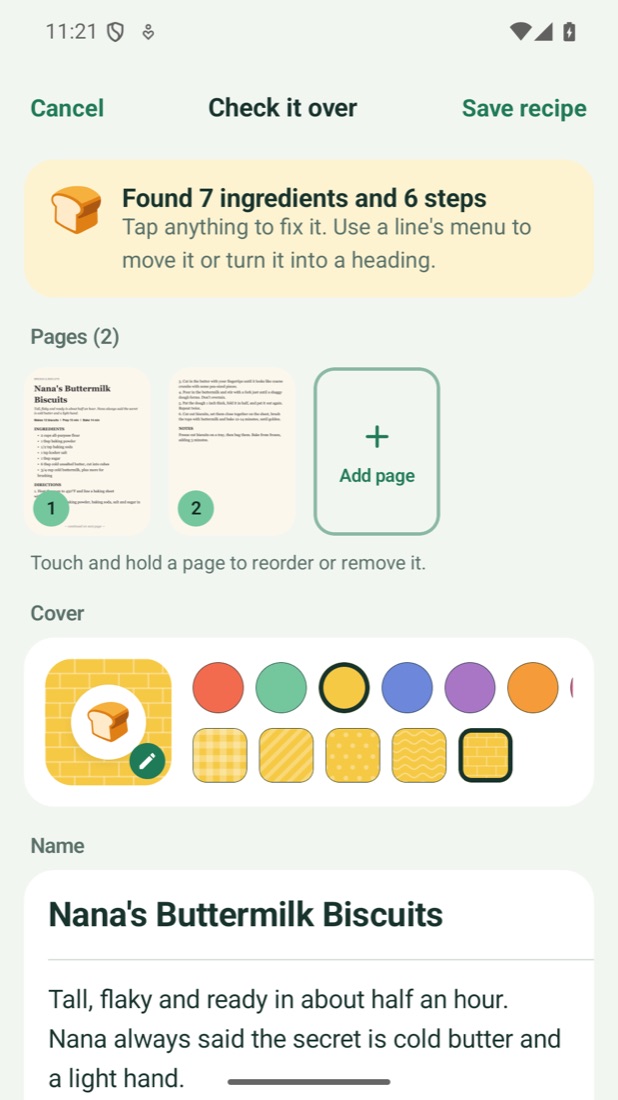 11:21
Cancel
Check it over
Save recipe
Found 7 ingredients and 6 steps
Tap anything to fix it. Use a line's menu to
move it or turn it into a heading.
Pages (2)
Nana's Buttermilk
Biscuits
INGREDIENTS
DIRECTIONS
1
NOTES
2
+
Add page
Touch and hold a page to reorder or remove it.
Cover
Name
Nana's Buttermilk Biscuits
Tall, flaky and ready in about half an hour.
Nana always said the secret is cold butter and
a light hand.